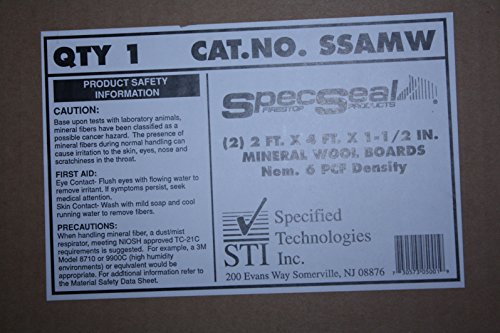 QTY 1 CAT.NO. SSAMW
PRODUCT SAFETY
INFORMATION
CAUTION:
Base upon tests with laboratory animals,
mineral fibers have been classified as a
possible cancer hazard. The presence of
mineral fibers during normal handling can
cause irritation to the skin, eyes, nose and
scratchiness in the throat.
FIRST AID:
Eye Contact- Flush eyes with flowing water to
remove irritant. If symptoms persist, seek
medical attention.
Skin Contact- Wash with mild soap and cool
running water to remove fibers.
PRECAUTIONS:
When handling mineral fiber, a dust/mist
respirator, meeting NIOSH approved TC-21C
requirements is suggested. For example, a 3M
Model 8710 or 9900C (high humidity
environments) or equivalent would be
appropriate. For additional information refer to
the Material Safety Data Sheet.
SpecSeal
FIRESTOP PRODUCTS
(2) 2 FT. X 4 FT. X 1-1/2 IN.
MINERAL WOOL BOARDS
Nom. 6 PCF Density
STI
Specified
Technologies
Inc.
200 Evans Way Somerville, NJ 08876